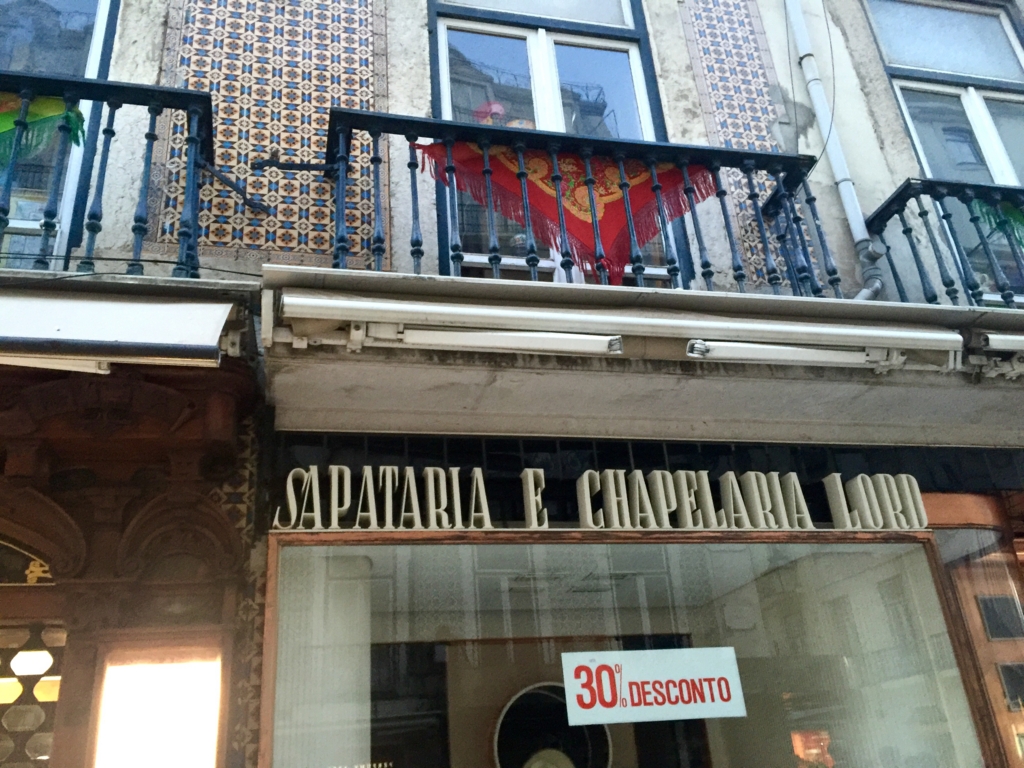 SAPATARIA E CHAPELARIA LORD
30% DESCONTO